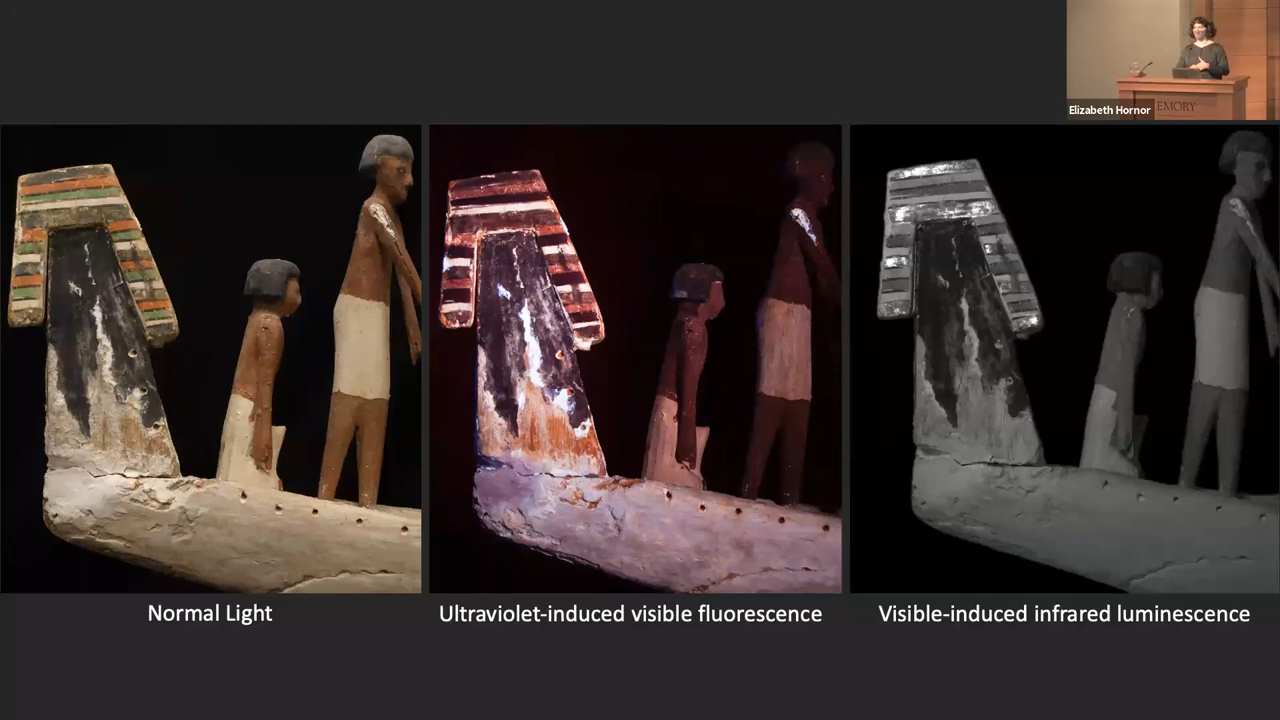 Elizabeth Hornor
EMORY
Normal Light
Ultraviolet-induced visible fluorescence
Visible-induced infrared luminescence